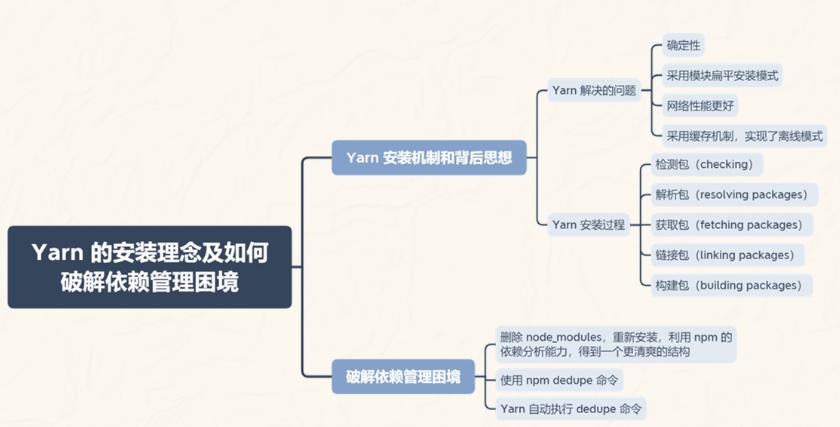 Yarn 的安装理念及如何
破解依赖管理困境
Yarn 安装机制和背后思想
Yarn 解决的问题
确定性
采用模块扁平安装模式
网络性能更好
采用缓存机制，实现了离线模式
Yarn 安装过程
检测包（checking）
解析包（resolving packages）
获取包（fetching packages）
链接包（linking packages）
构建包（building packages）
破解依赖管理困境
删除 node_modules，重新安装，利用 npm 的
依赖分析能力，得到一个更清爽的结构
使用 npm dedupe 命令
Yarn 自动执行 dedupe 命令